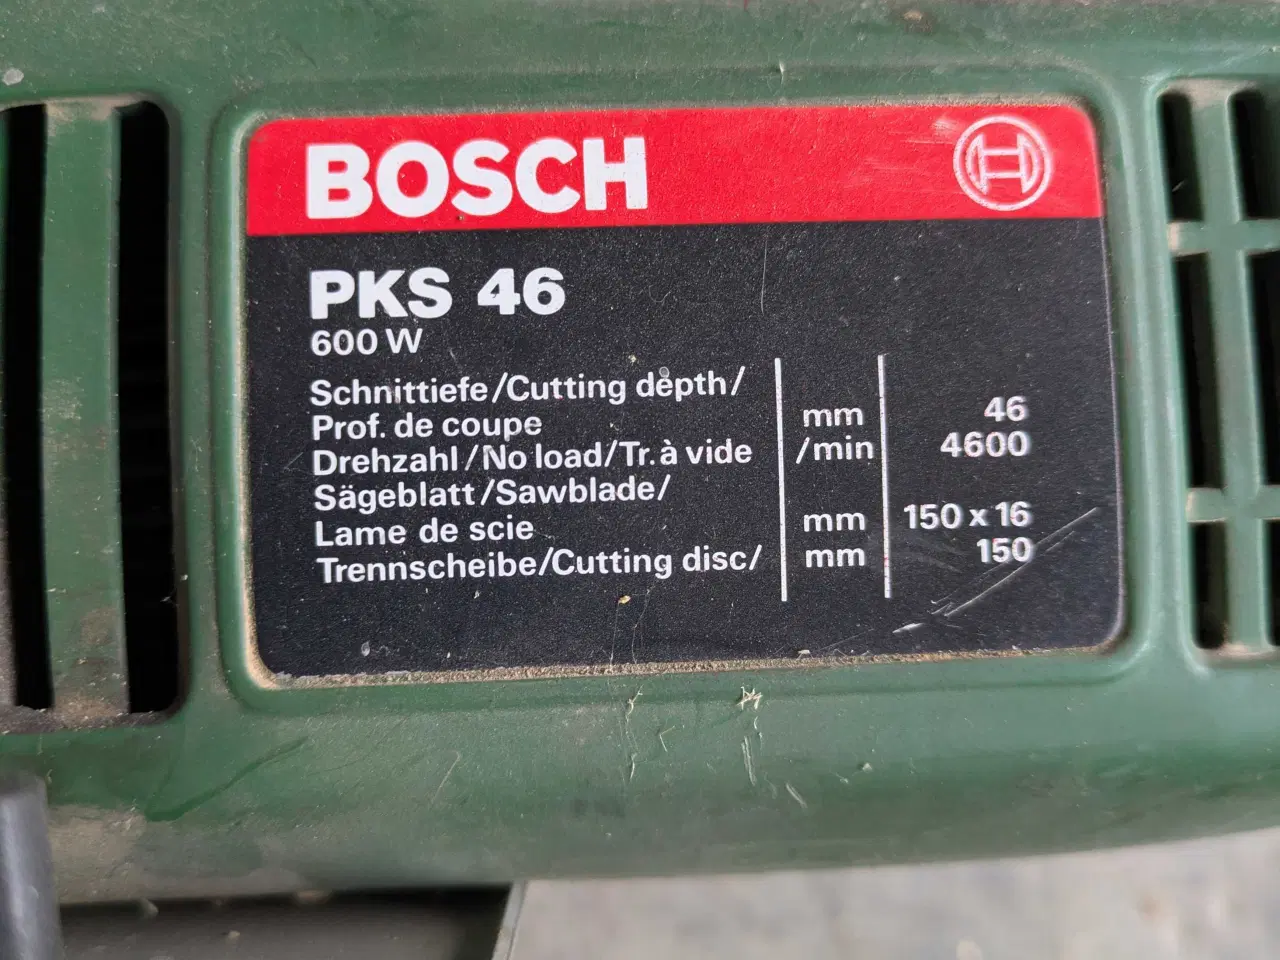 BOSCH
PKS 46
600 W
Schnittiefe/Cutting depth/
Prof. de coupe mm 46
Drehzahl/No load/Tr. à vide /min 4600
Sägeblatt/Sawblade/
Lame de scie mm 150 x 16
Trennscheibe/Cutting disc/ mm 150